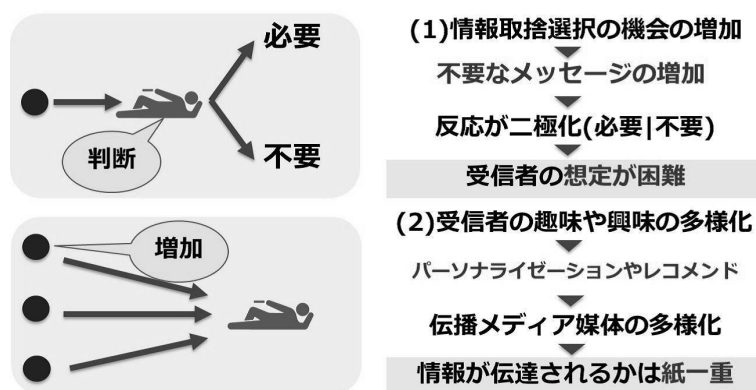 必要
判断
不要
(1)情報取捨選択の機会の増加
不要なメッセージの増加
反応が二極化(必要|不要)
受信者の想定が困難
増加
(2)受信者の趣味や興味の多様化
パーソナライゼーションやレコメンド
伝播メディア媒体の多様化
情報が伝達されるかは紙一重